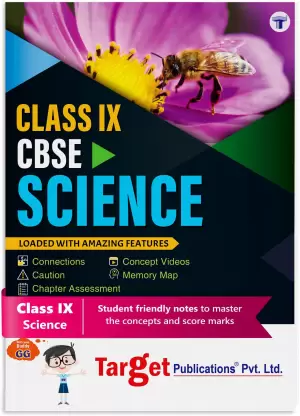 CLASS IX
CBSE
SCIENCE
LOADED WITH AMAZING FEATURES
Connections
Concept Videos
Caution
Memory Map
Chapter Assessment
Class IX
Science
Student friendly notes to master
the concepts and score marks
GG
Target Publications® Pvt. Ltd.